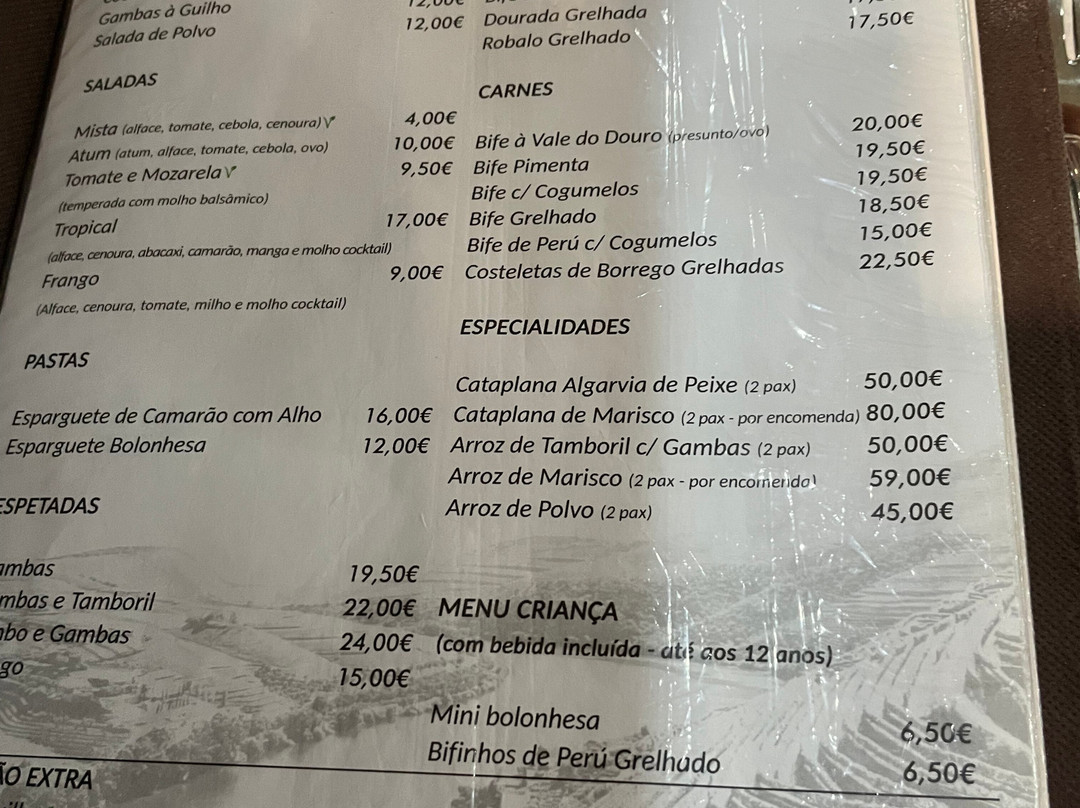 Gambas à Guilho
Salada de Polvo 12,00€
SALADAS
Mista (alface, tomate, cebola, cenoura) 4,00€
Atum (atum, alface, tomate, cebola, ovo) 10,00€
Tomate e Mozarela 9,50€
(temperada com molho balsâmico)
Tropical 17,00€
(alface, cenoura, abacaxi, camarão, manga e molho cocktail)
Frango 9,00€
(Alface, cenoura, tomate, milho e molho cocktail)
PASTAS
Esparguete de Camarão com Alho 16,00€
Esparguete Bolonhesa 12,00€
ESPETADAS
ambas 19,50€
mbas e Tamboril 22,00€
bo e Gambas 24,00€
go 15,00€
ÃO EXTRA
Dourada Grelhada
Robalo Grelhado 17,50€
CARNES
Bife à Vale do Douro (presunto/ovo) 20,00€
Bife Pimenta 19,50€
Bife c/ Cogumelos 19,50€
Bife Grelhado 18,50€
Bife de Perú c/ Cogumelos 15,00€
Costeletas de Borrego Grelhadas 22,50€
ESPECIALIDADES
Cataplana Algarvia de Peixe (2 pax) 50,00€
Cataplana de Marisco (2 pax - por encomenda) 80,00€
Arroz de Tamboril c/ Gambas (2 pax) 50,00€
Arroz de Marisco (2 pax - por encomenda) 59,00€
Arroz de Polvo (2 pax) 45,00€
MENU CRIANÇA
(com bebida incluída - até aos 12 anos)
Mini bolonhesa 6,50€
Bifinhos de Perú Grelhado 6,50€